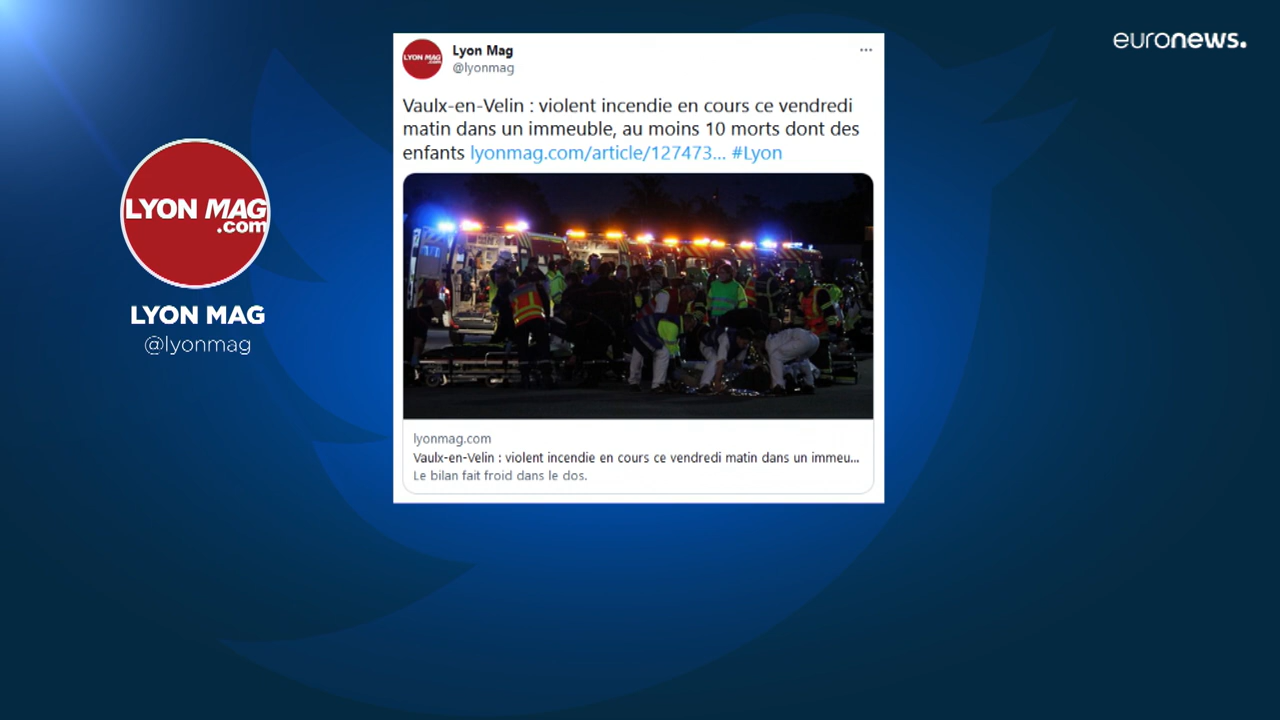 euronews.
Lyon Mag
@lyonmag
LYON MAG
.com
Vaulx-en-Velin : violent incendie en cours ce vendredi
matin dans un immeuble, au moins 10 morts dont des
enfants lyonmag.com/article/127473... #Lyon
LYON MAG
.com
LYON MAG
@lyonmag
lyonmag.com
Vaulx-en-Velin : violent incendie en cours ce vendredi matin dans un immeu...
Le bilan fait froid dans le dos.